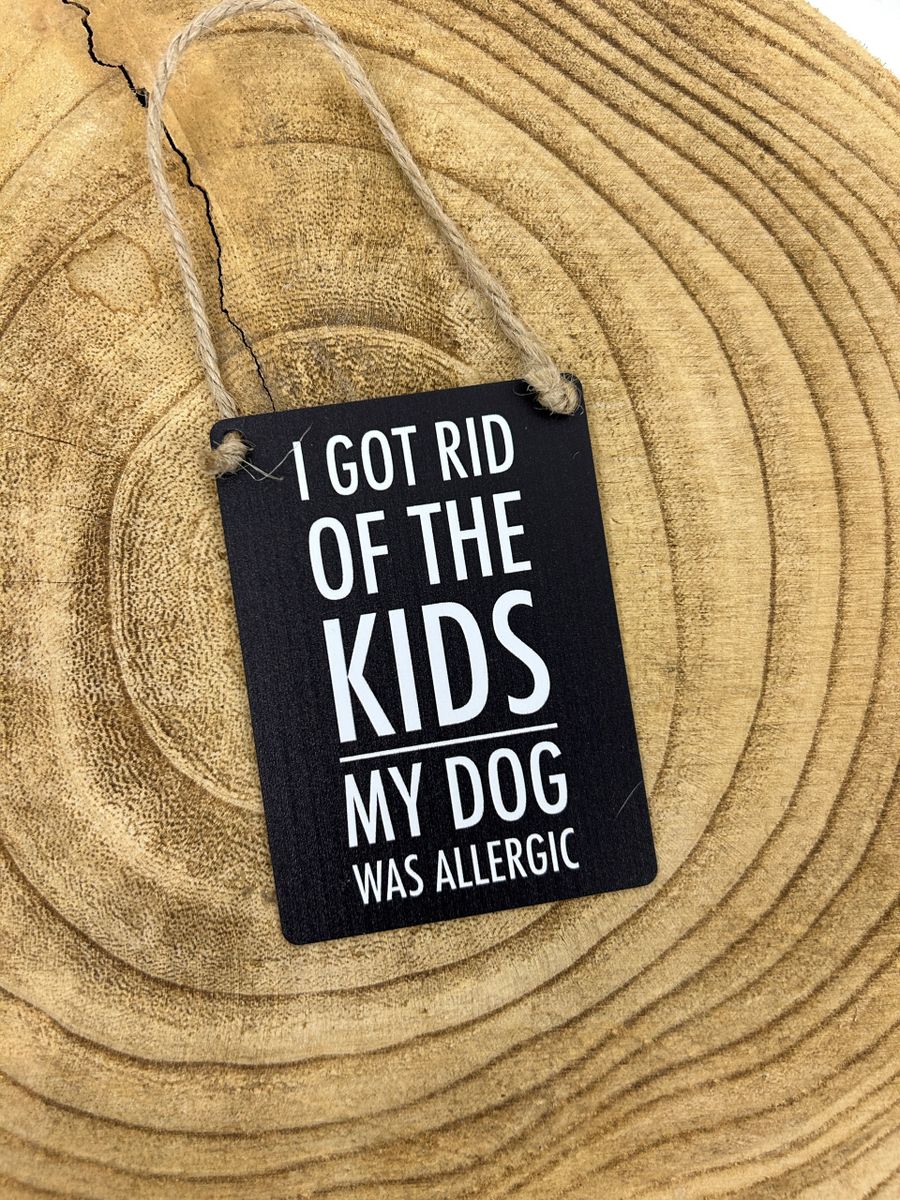 I GOT RID
OF THE
KIDS
MY DOG
WAS ALLERGIC